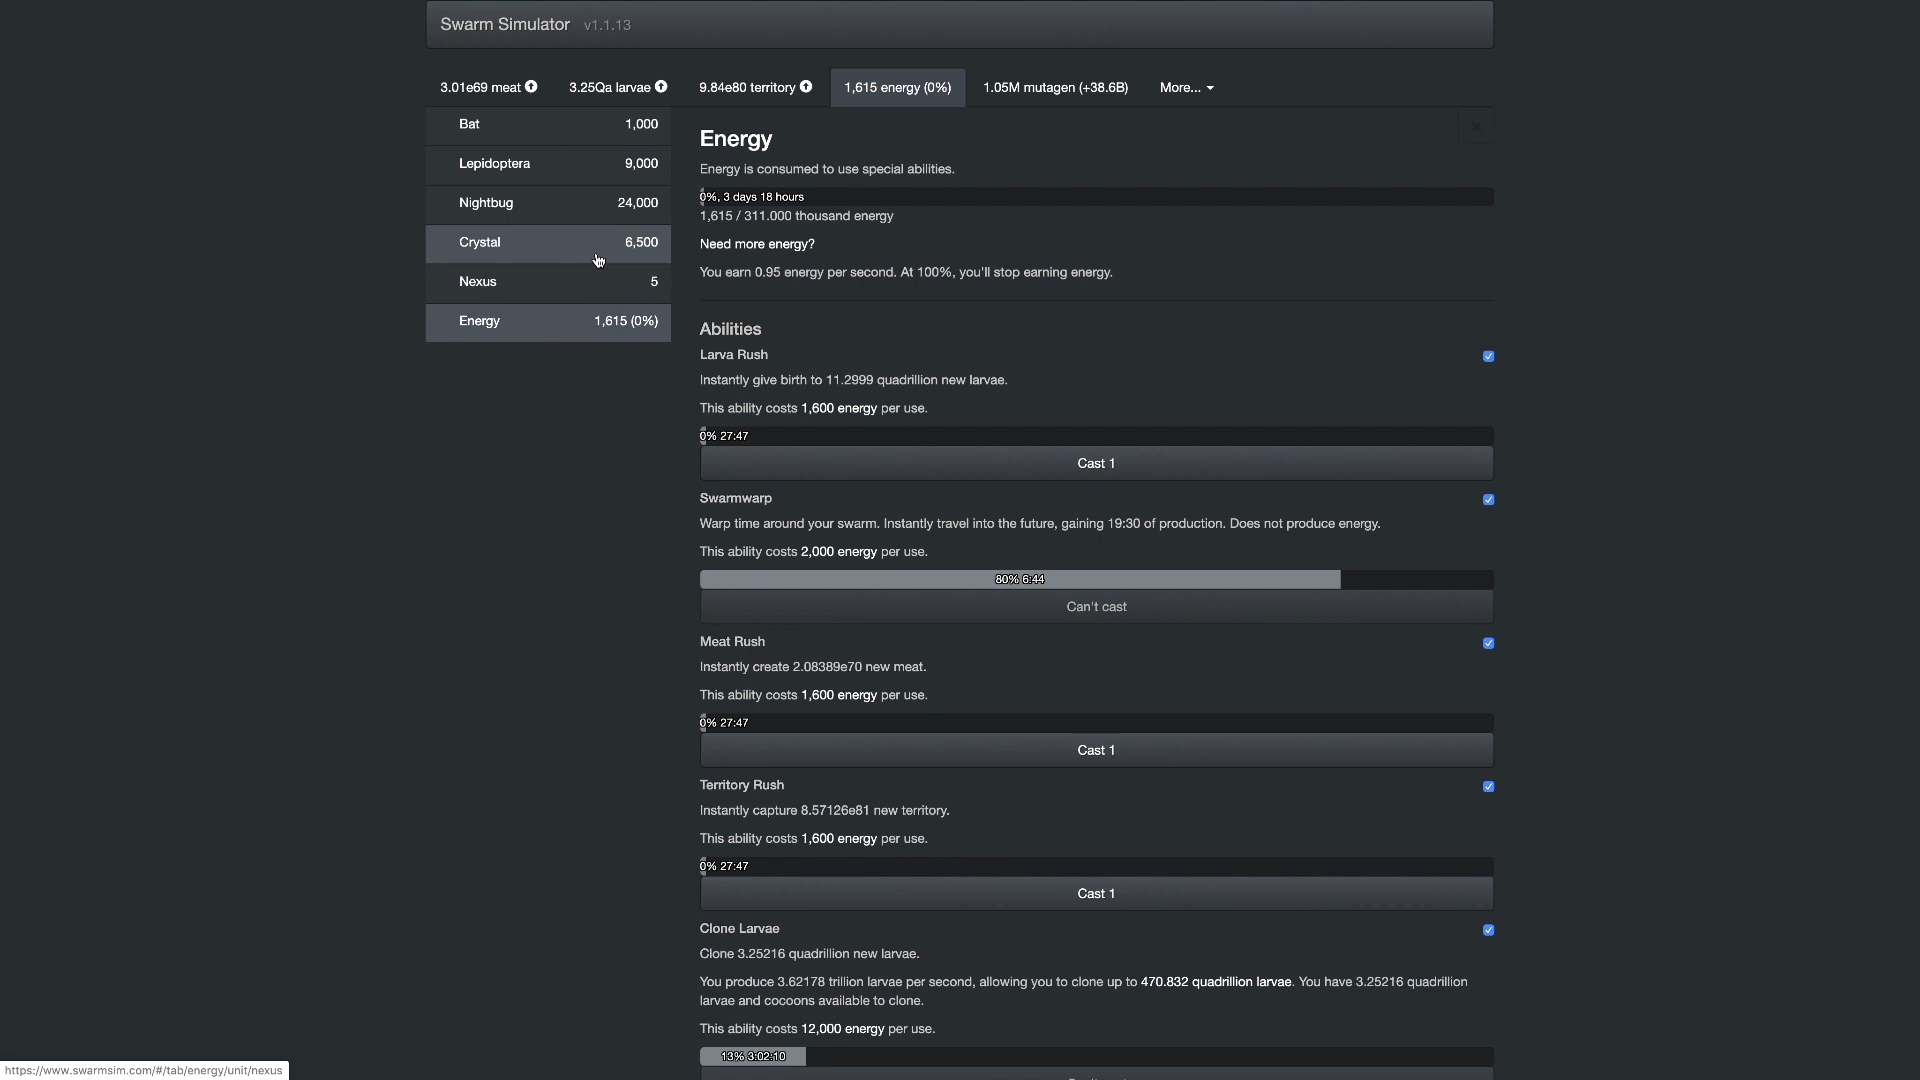 Swarm Simulator v1.1.13
3.01e69 meat 3.25Qa larvae 9.84e80 territory 1,615 energy (0%) 1.05M mutagen (+38.6B) More...
Bat 1,000
Lepidoptera 9,000
Nightbug 24,000
Crystal 6,500
Nexus 5
Energy 1,615 (0%)
Energy
Energy is consumed to use special abilities.
0%, 3 days 18 hours
1,615 / 311.000 thousand energy
Need more energy?
You earn 0.95 energy per second. At 100%, you'll stop earning energy.
Abilities
Larva Rush
Instantly give birth to 11.2999 quadrillion new larvae.
This ability costs 1,600 energy per use.
0% 27:47
Cast 1
Swarmwarp
Warp time around your swarm. Instantly travel into the future, gaining 19:30 of production. Does not produce energy.
This ability costs 2,000 energy per use.
80% 6:44
Can't cast
Meat Rush
Instantly create 2.08389e70 new meat.
This ability costs 1,600 energy per use.
0% 27:47
Cast 1
Territory Rush
Instantly capture 8.57126e81 new territory.
This ability costs 1,600 energy per use.
0% 27:47
Cast 1
Clone Larvae
Clone 3.25216 quadrillion new larvae.
You produce 3.62178 trillion larvae per second, allowing you to clone up to 470.832 quadrillion larvae. You have 3.25216 quadrillion
larvae and cocoons available to clone.
This ability costs 12,000 energy per use.
13% 3:02:10
https://www.swarmsim.com/#/tab/energy/unit/nexus